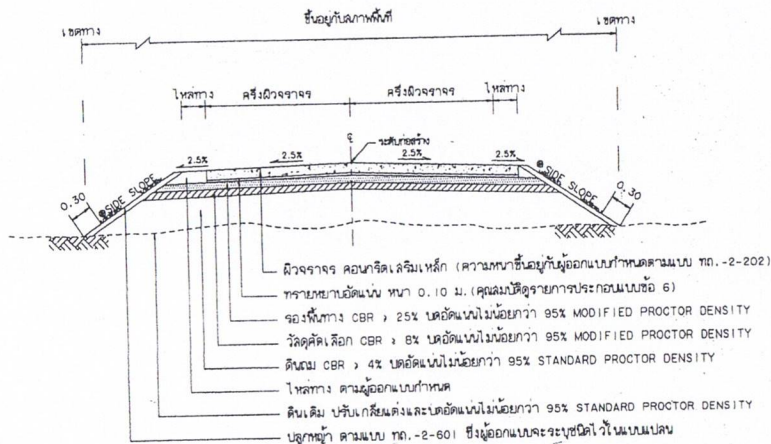 ขึ้นอยู่กับสภาพพื้นที่
เขตทาง
เขตทาง
ไหล่ทาง
ครึ่งผิวจราจร
ครึ่งผิวจราจร
ไหล่ทาง
ระดับก่อสร้าง
2.5%
2.5%
2.5%
2.5%
SIDE SLOPE
SIDE SLOPE
0.30
0.30
ผิวจราจร คอนกรีตเสริมเหล็ก (ความหนาขึ้นอยู่กับผู้ออกแบบกำหนดตามแบบ ทถ.-2-202)
ทรายหยาบอัดแน่น หนา 0.10 ม.(คุณสมบัติดูรายการประกอบแบบข้อ 6)
รองพื้นทาง CBR > 25% บดอัดแน่นไม่น้อยกว่า 95% MODIFIED PROCTOR DENSITY
วัสดุคัดเลือก CBR > 8% บดอัดแน่นไม่น้อยกว่า 95% MODIFIED PROCTOR DENSITY
ดินถม CBR > 4% บดอัดแน่นไม่น้อยกว่า 95% STANDARD PROCTOR DENSITY
ไหล่ทาง ตามผู้ออกแบบกำหนด
ดินเดิม ปรับเกลี่ยแต่งและบดอัดแน่นไม่น้อยกว่า 95% STANDARD PROCTOR DENSITY
ปลูกหญ้า ตามแบบ ทถ.-2-601 ซึ่งผู้ออกแบบจะระบุชนิดไว้ในแบบแปลน